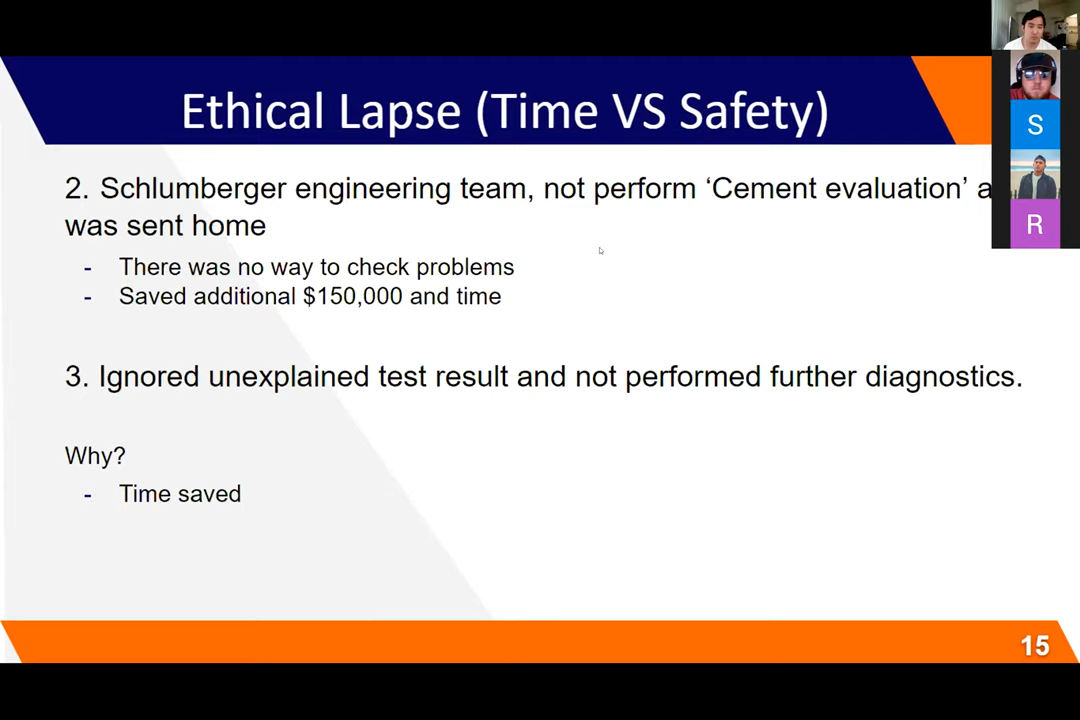 Ethical Lapse (Time VS Safety)
2. Schlumberger engineering team, not perform ‘Cement evaluation’ a
was sent home
- There was no way to check problems
- Saved additional $150,000 and time
3. Ignored unexplained test result and not performed further diagnostics.
Why?
- Time saved
15
S
R